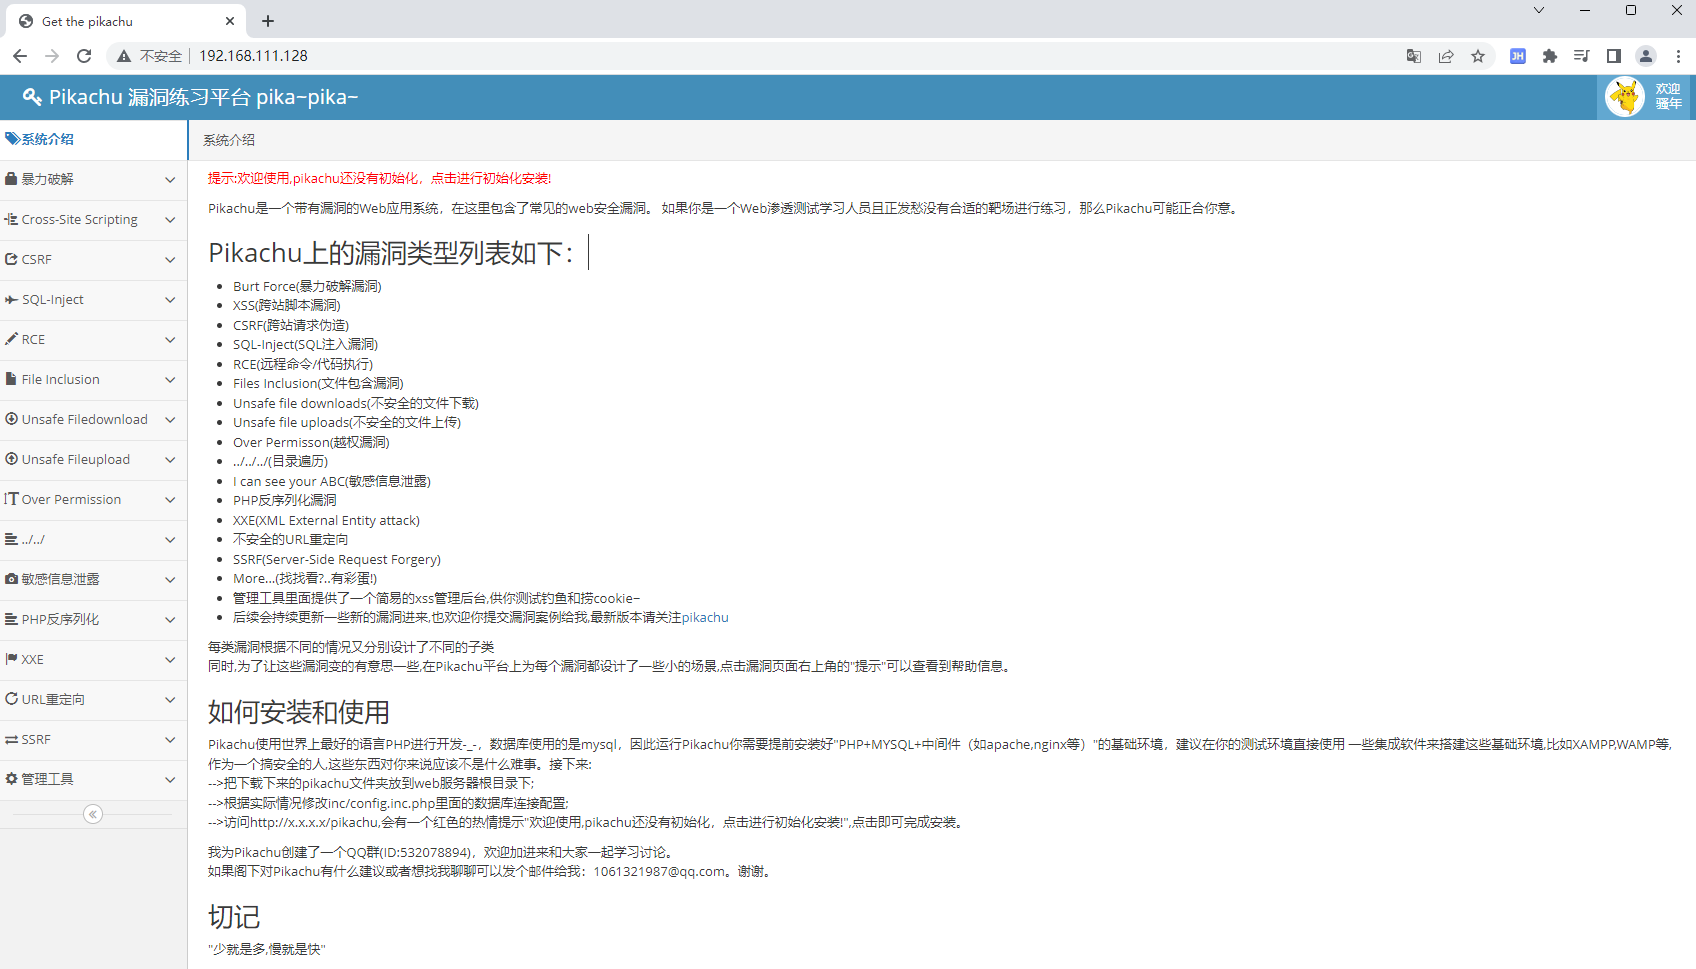 Get the pikachu
不安全
192.168.111.128
JH
Pikachu 漏洞练习平台 pika~pika~
欢迎
骚年
系统介绍
暴力破解
Cross-Site Scripting
CSRF
SQL-Inject
RCE
File Inclusion
Unsafe Filedownload
Unsafe Fileupload
Over Permission
../../
敏感信息泄露
PHP反序列化
XXE
URL重定向
SSRF
管理工具
系统介绍
提示:欢迎使用,pikachu还没有初始化，点击进行初始化安装!
Pikachu是一个带有漏洞的Web应用系统，在这里包含了常见的web安全漏洞。 如果你是一个Web渗透测试学习人员且正发愁没有合适的靶场进行练习，那么Pikachu可能正合你意。
Pikachu上的漏洞类型列表如下：
Burt Force(暴力破解漏洞)
XSS(跨站脚本漏洞)
CSRF(跨站请求伪造)
SQL-Inject(SQL注入漏洞)
RCE(远程命令/代码执行)
Files Inclusion(文件包含漏洞)
Unsafe file downloads(不安全的文件下载)
Unsafe file uploads(不安全的文件上传)
Over Permisson(越权漏洞)
../../../(目录遍历)
I can see your ABC(敏感信息泄露)
PHP反序列化漏洞
XXE(XML External Entity attack)
不安全的URL重定向
SSRF(Server-Side Request Forgery)
More...(找找看?..有彩蛋!)
管理工具里面提供了一个简易的xss管理后台,供你测试钓鱼和捞cookie~
后续会持续更新一些新的漏洞进来,也欢迎你提交漏洞案例给我,最新版本请关注pikachu
每类漏洞根据不同的情况又分别设计了不同的子类
同时,为了让这些漏洞变的有意思一些,在Pikachu平台上为每个漏洞都设计了一些小的场景,点击漏洞页面右上角的"提示"可以查看到帮助信息。
如何安装和使用
Pikachu使用世界上最好的语言PHP进行开发-_-，数据库使用的是mysql，因此运行Pikachu你需要提前安装好"PHP+MYSQL+中间件（如apache,nginx等）"的基础环境，建议在你的测试环境直接使用 一些集成软件来搭建这些基础环境,比如XAMPP,WAMP等,
作为一个搞安全的人,这些东西对你来说应该不是什么难事。接下来:
-->把下载下来的pikachu文件夹放到web服务器根目录下;
-->根据实际情况修改inc/config.inc.php里面的数据库连接配置;
-->访问http://x.x.x.x/pikachu,会有一个红色的热情提示"欢迎使用,pikachu还没有初始化，点击进行初始化安装!",点击即可完成安装。
我为Pikachu创建了一个QQ群(ID:532078894)，欢迎加进来和大家一起学习讨论。
如果阁下对Pikachu有什么建议或者想找我聊聊可以发个邮件给我：1061321987@qq.com。谢谢。
切记
"少就是多,慢就是快"